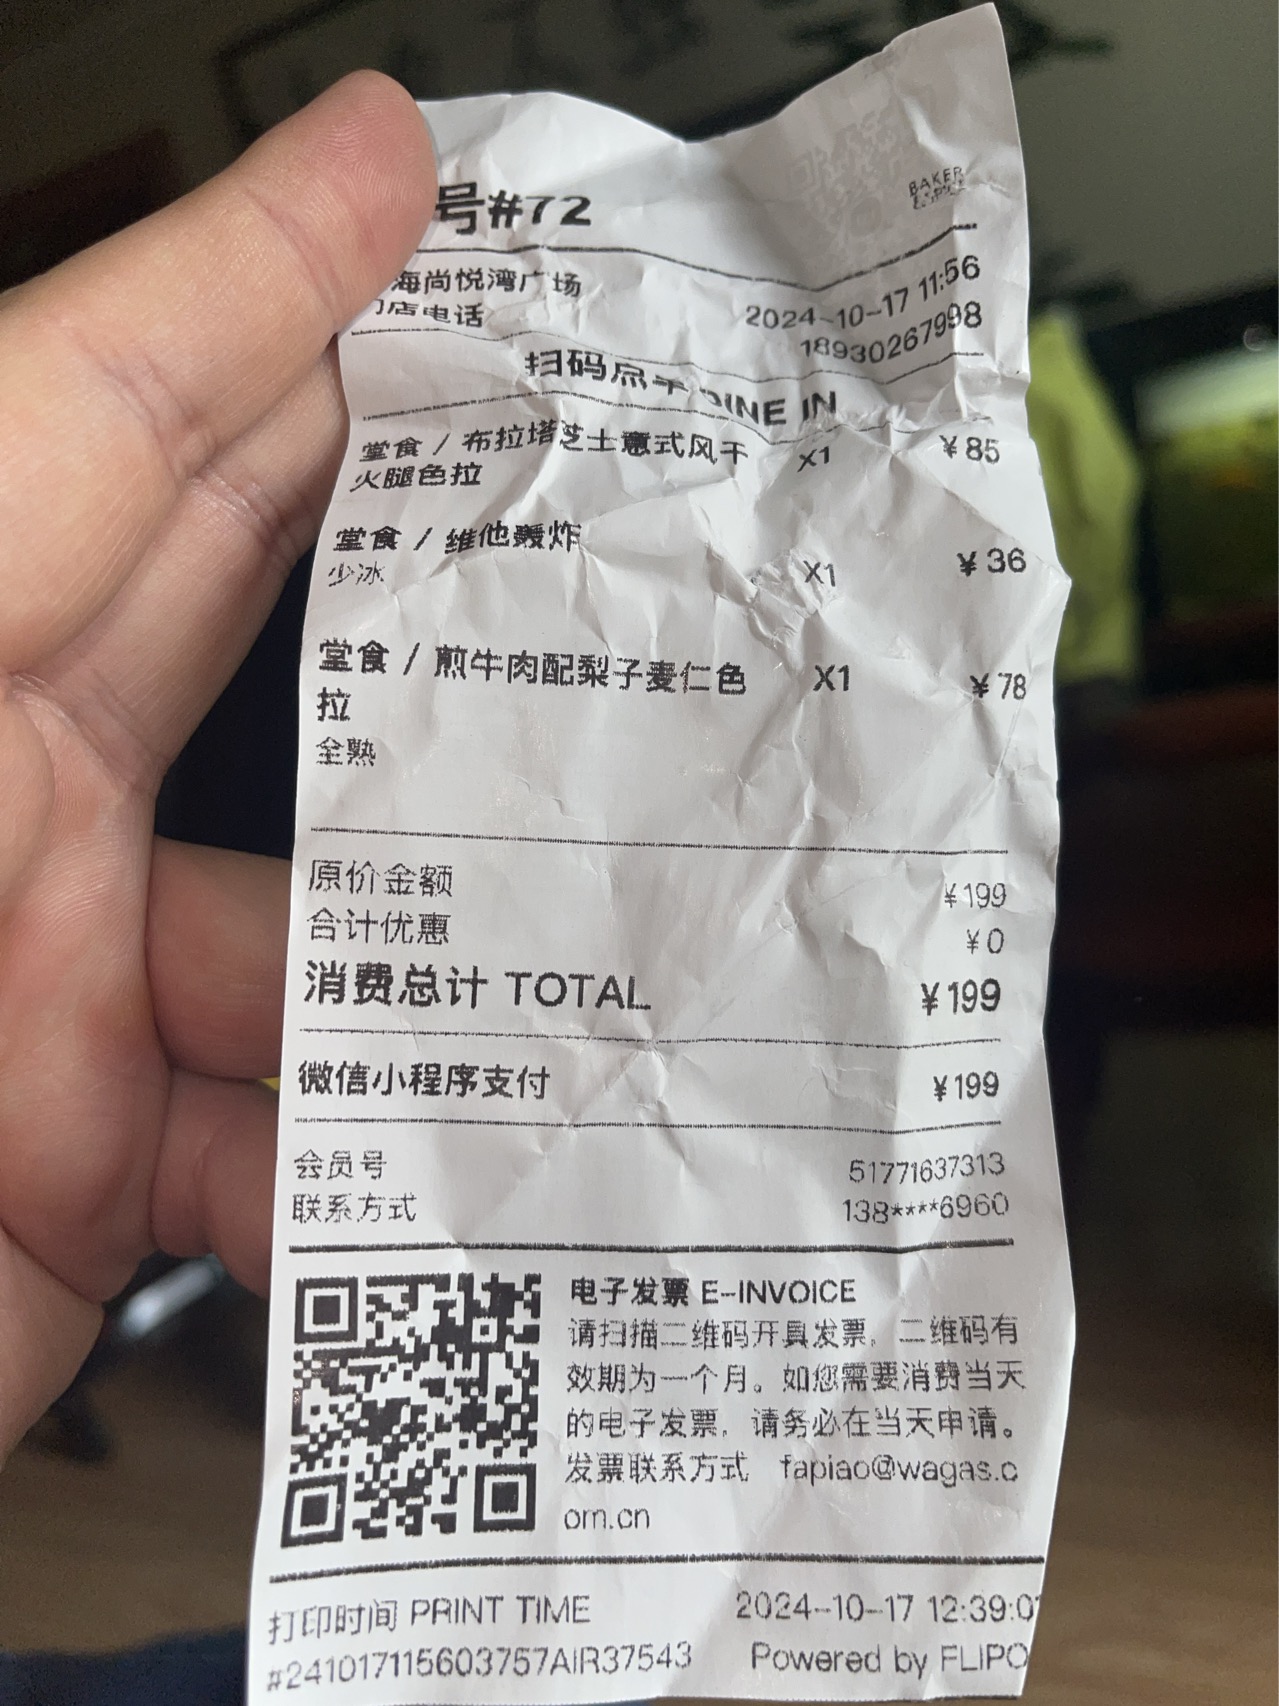 号#72
BAKER
&SPICE
海尚悦湾广场 2024-10-17 11:56
门店电话 18930267998
扫码点单 DINE IN
堂食 / 布拉塔芝士意式风干火腿色拉 X1 ¥85
堂食 / 维他轰炸 X1 ¥36
少冰
堂食 / 煎牛肉配梨子麦仁色拉 X1 ¥78
全熟
原价金额 ¥199
合计优惠 ¥0
消费总计 TOTAL ¥199
微信小程序支付 ¥199
会员号 51771637313
联系方式 138****6960
电子发票 E-INVOICE
请扫描二维码开具发票，二维码有
效期为一个月。如您需要消费当天
的电子发票，请务必在当天申请。
发票联系方式 fapiao@wagas.c
om.cn
打印时间 PRINT TIME 2024-10-17 12:39:0
#241017115603757AIR37543 Powered by FLIPO